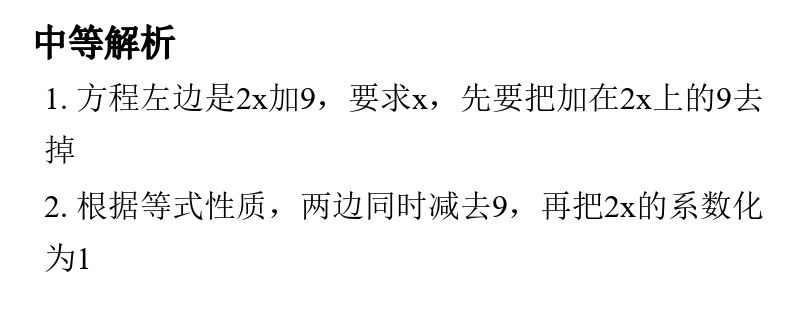 中等解析
1. 方程左边是2x加9，要求x，先要把加在2x上的9去
掉
2. 根据等式性质，两边同时减去9，再把2x的系数化
为1